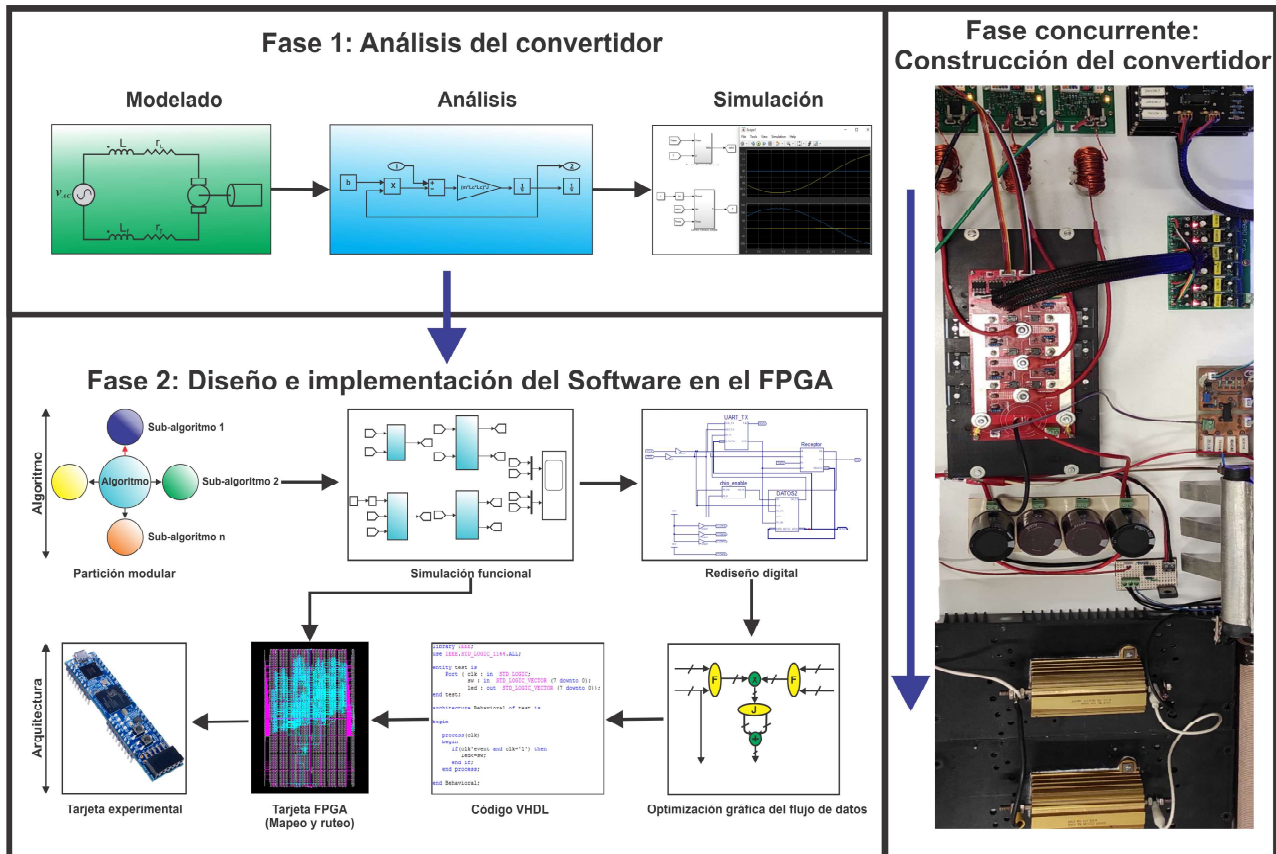 Fase 1: Análisis del convertidor
Modelado
Análisis
Simulación
L
r
v
L
r
h
X
1
+
−
2
Fase concurrente:
Construcción del convertidor
Fase 2: Diseño e implementación del Software en el FPGA
Algoritmo
Sub-algoritmo 1
Algoritmo
Sub-algoritmo 2
Sub-algoritmo n
Partición modular
Simulación funcional
UART_TX
Receptor
chip_enable
DATOS2
Rediseño digital
Arquitectura
Tarjeta experimental
Tarjeta FPGA
(Mapeo y ruteo)
library IEEE;
use IEEE.STD_LOGIC_1164.ALL;
entity test is
Port ( clk : in STD_LOGIC;
sw : in STD_LOGIC_VECTOR (7 downto 0);
led : out STD_LOGIC_VECTOR (7 downto 0));
end test;
architecture Behavioral of test is
begin
process(clk)
begin
if(clk'event and clk='1') then
led<=sw;
end if;
end process;
end Behavioral;
Código VHDL
F
X
F
J
+
Optimización gráfica del flujo de datos